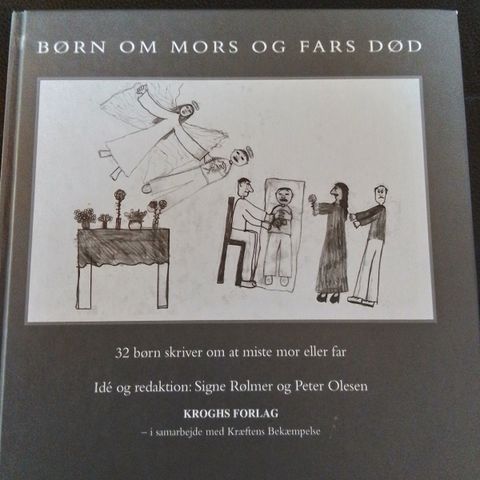 BØRN OM MORS OG FARS DØD
32 børn skriver om at miste mor eller far
Idé og redaktion: Signe Rølmer og Peter Olesen
KROGHS FORLAG
– i samarbejde med Kræftens Bekæmpelse